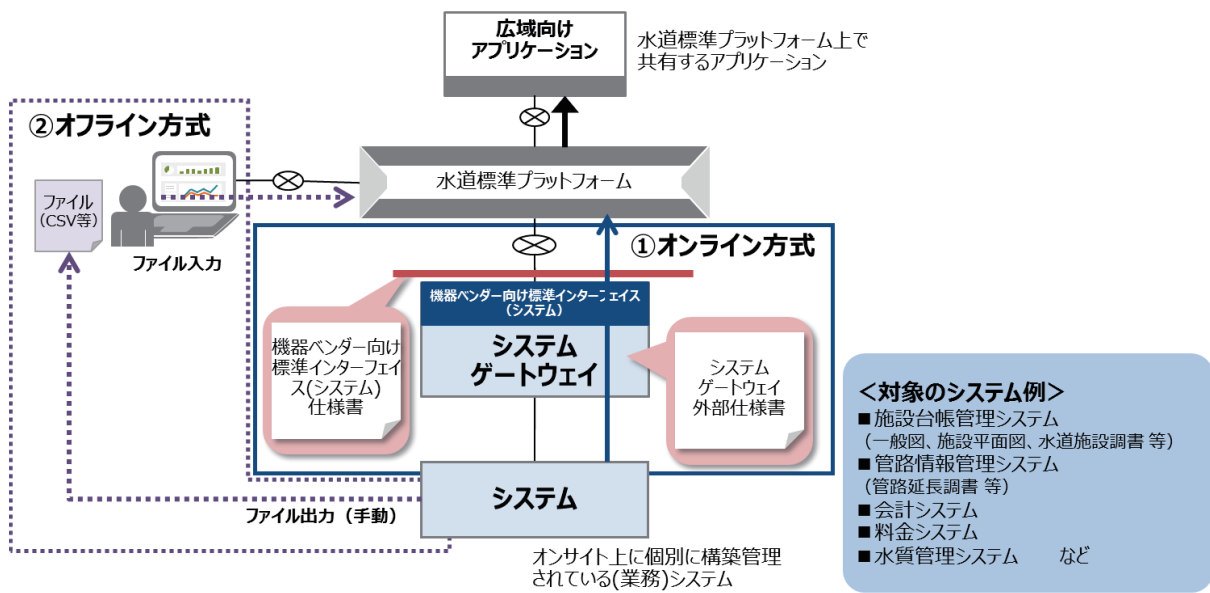 広域向け
アプリケーション
水道標準プラットフォーム上で
共有するアプリケーション
②オフライン方式
水道標準プラットフォーム
ファイル
(CSV等)
ファイル入力
①オンライン方式
機器ベンダー向け標準インターフェイス
(システム)
システム
ゲートウェイ
機器ベンダー向け
標準インターフェイ
ス(システム)
仕様書
システム
ゲートウェイ
外部仕様書
システム
ファイル出力（手動）
オンサイト上に個別に構築管理
されている(業務)システム
＜対象のシステム例＞
■施設台帳管理システム
（一般図、施設平面図、水道施設調書 等）
■管路情報管理システム
（管路延長調書 等）
■会計システム
■料金システム
■水質管理システム　　など